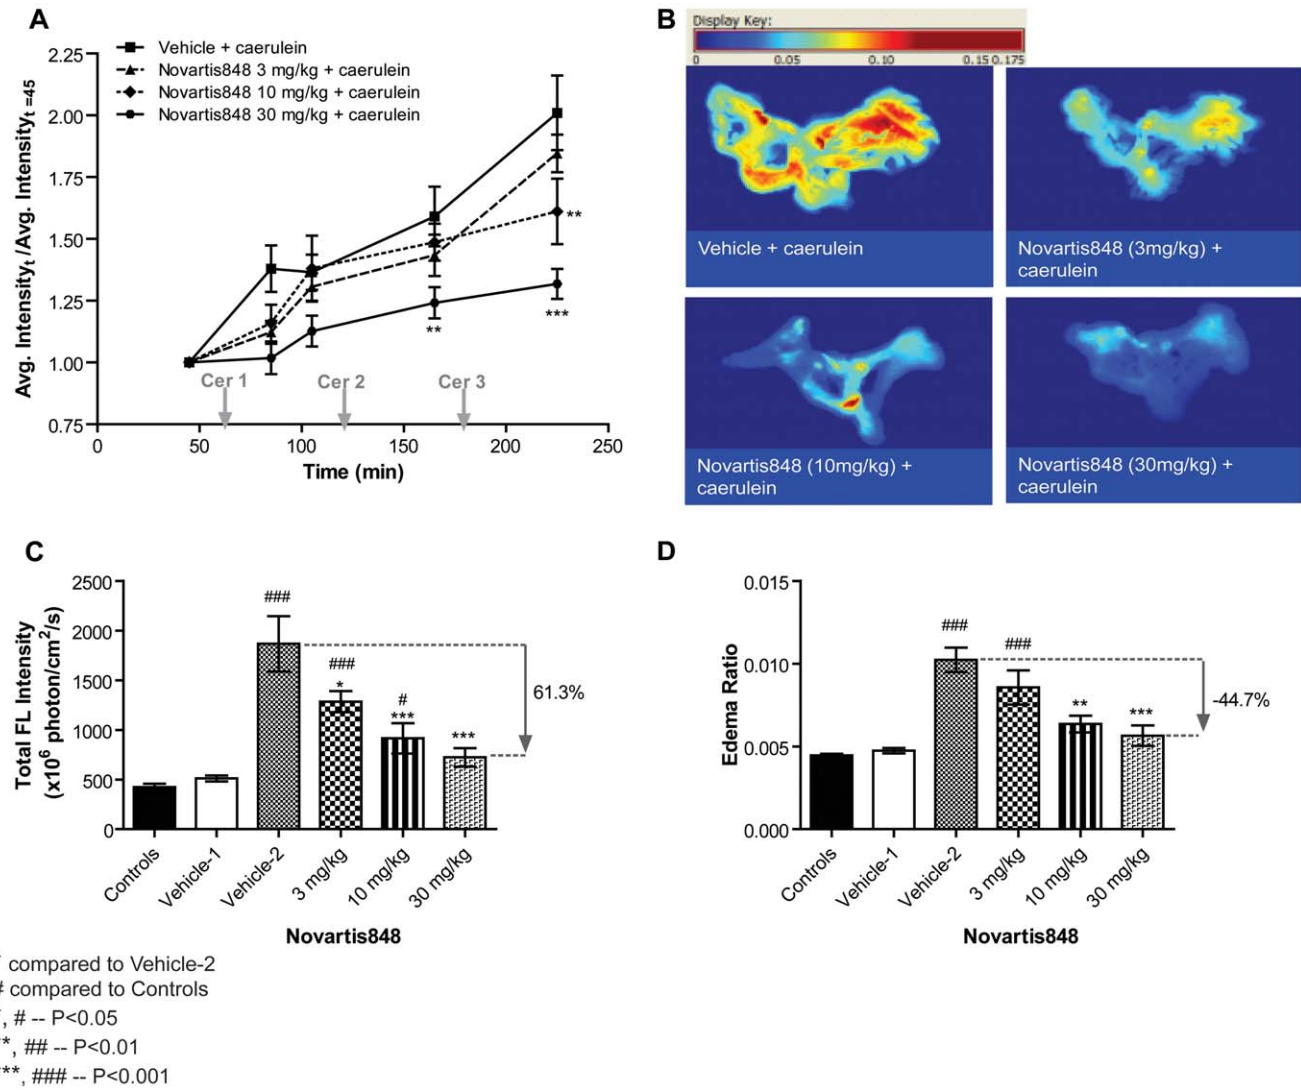 A
2.25
2.00
1.75
1.50
1.25
1.00
0.75
Avg. Intensityt /Avg. Intensityt =45
Vehicle + caerulein
Novartis848 3 mg/kg + caerulein
Novartis848 10 mg/kg + caerulein
Novartis848 30 mg/kg + caerulein
**
**
***
Cer 1 Cer 2 Cer 3
0 50 100 150 200 250
Time (min)
B
Display Key:
0 0.05 0.10 0.15 0.175
Vehicle + caerulein
Novartis848 (3mg/kg) +
caerulein
Novartis848 (10mg/kg) +
caerulein
Novartis848 (30mg/kg) +
caerulein
C
2500
2000
1500
1000
500
0
Total FL Intensity
(x10⁶ photon/cm²/s)
###
###
*
#
***
***
61.3%
Controls
Vehicle-1
Vehicle-2
3 mg/kg
10 mg/kg
30 mg/kg
Novartis848
D
0.015
0.010
0.005
0.000
Edema Ratio
###
###
**
***
-44.7%
Controls
Vehicle-1
Vehicle-2
3 mg/kg
10 mg/kg
30 mg/kg
Novartis848
* compared to Vehicle-2
# compared to Controls
*, # -- P<0.05
**, ## -- P<0.01
***, ### -- P<0.001